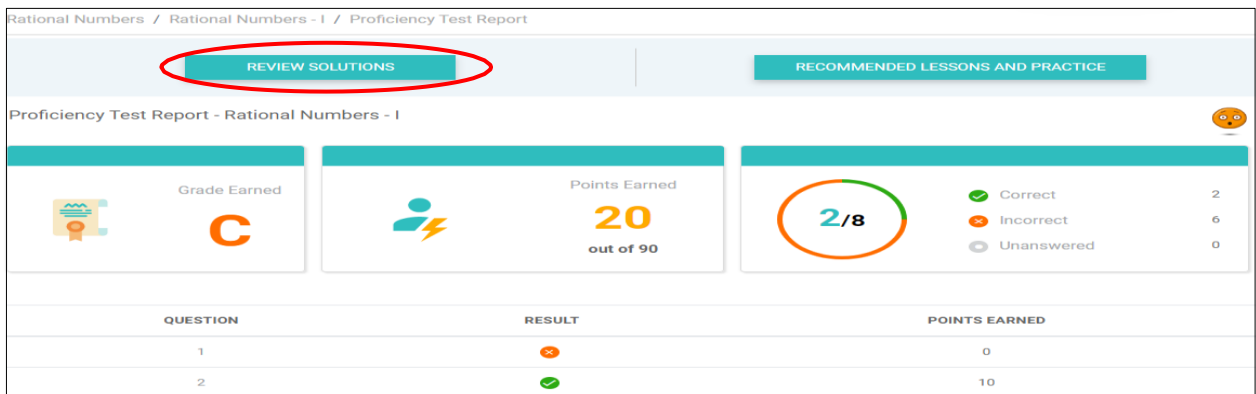 Rational Numbers / Rational Numbers - I / Proficiency Test Report
REVIEW SOLUTIONS
RECOMMENDED LESSONS AND PRACTICE
Proficiency Test Report - Rational Numbers - I
Grade Earned
C
Points Earned
20
out of 90
2/8
Correct 2
Incorrect 6
Unanswered 0
QUESTION RESULT POINTS EARNED
1 0
2 10